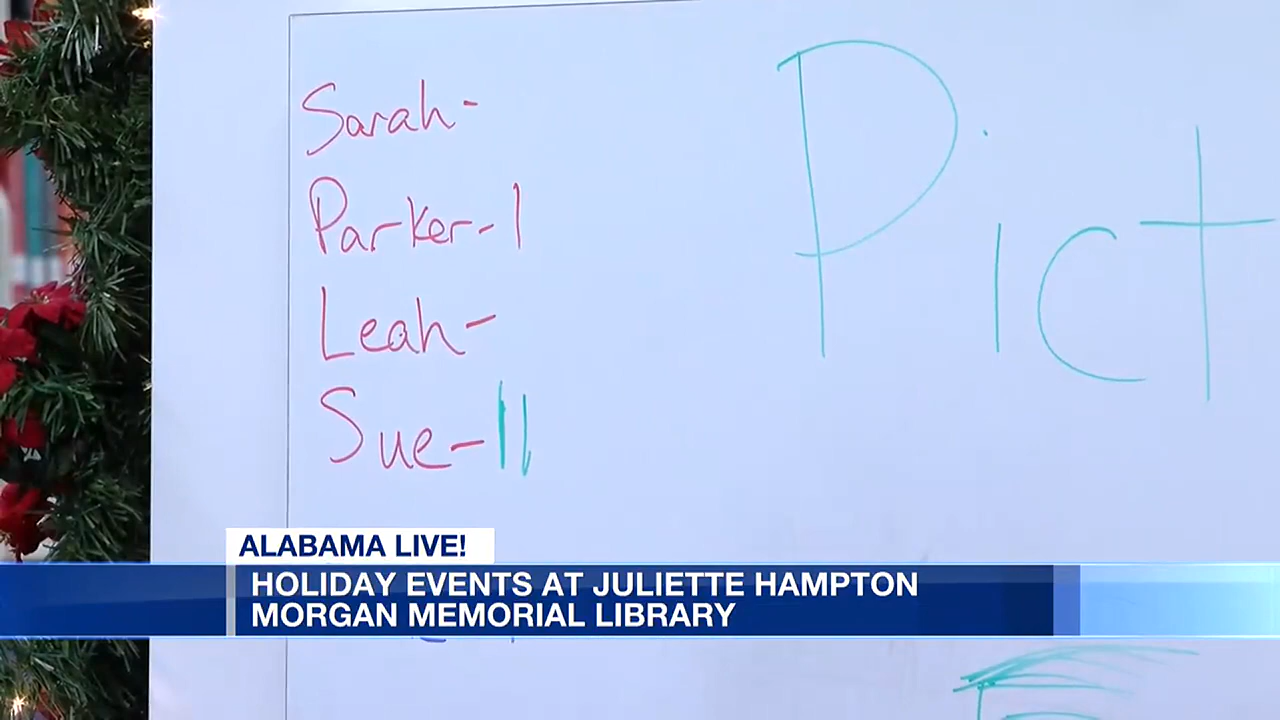 Sarah-
Parker-1
Leah-
Sue-11
Pict
ALABAMA LIVE!
HOLIDAY EVENTS AT JULIETTE HAMPTON
MORGAN MEMORIAL LIBRARY